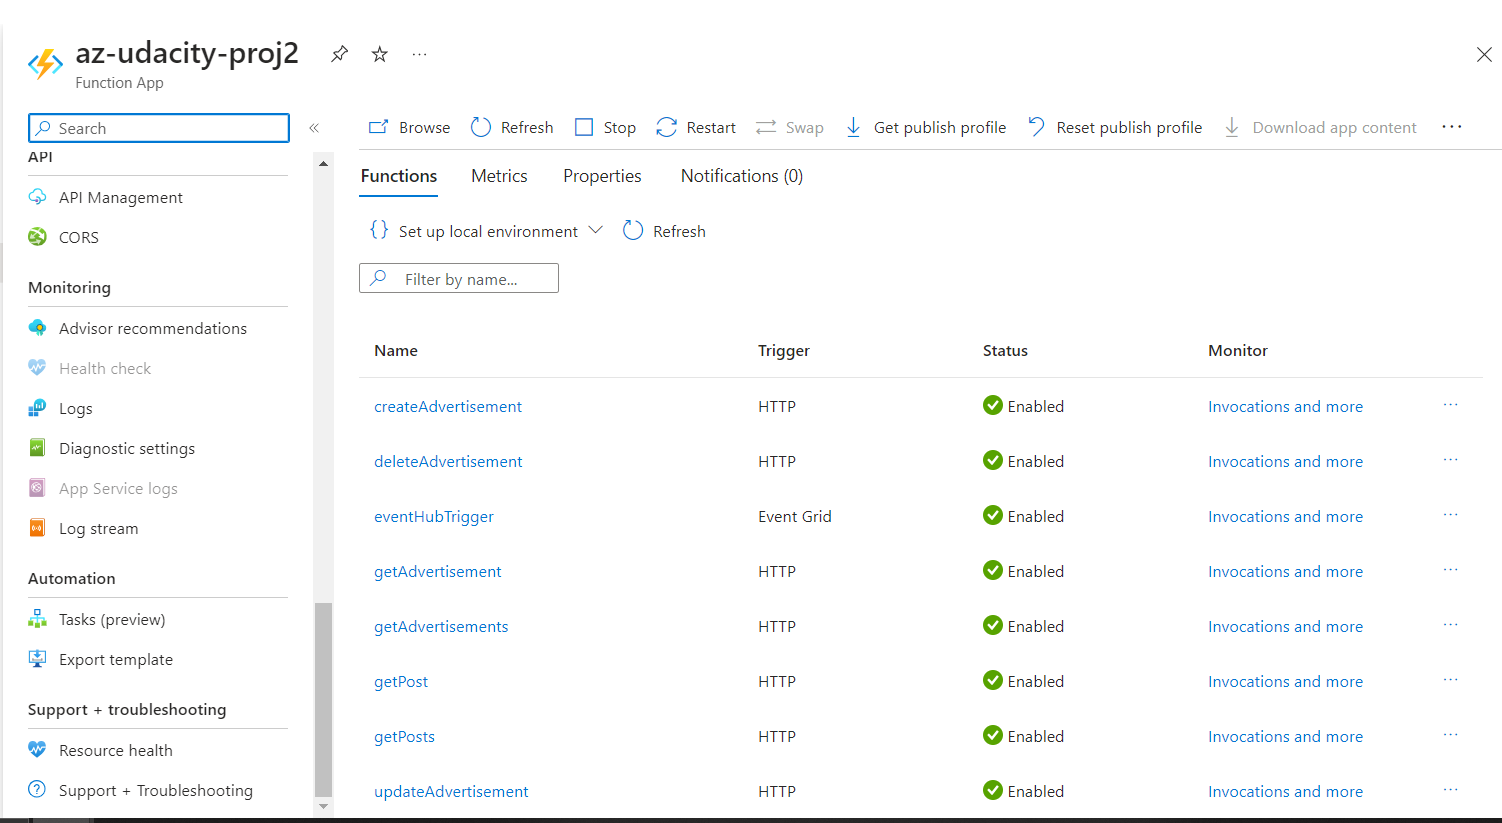 az-udacity-proj2
Function App
Search
Browse Refresh Stop Restart Swap Get publish profile Reset publish profile Download app content
API
API Management
CORS
Monitoring
Advisor recommendations
Health check
Logs
Diagnostic settings
App Service logs
Log stream
Automation
Tasks (preview)
Export template
Support + troubleshooting
Resource health
Support + Troubleshooting
Functions Metrics Properties Notifications (0)
Set up local environment Refresh
Filter by name...
Name Trigger Status Monitor
createAdvertisement HTTP Enabled Invocations and more
deleteAdvertisement HTTP Enabled Invocations and more
eventHubTrigger Event Grid Enabled Invocations and more
getAdvertisement HTTP Enabled Invocations and more
getAdvertisements HTTP Enabled Invocations and more
getPost HTTP Enabled Invocations and more
getPosts HTTP Enabled Invocations and more
updateAdvertisement HTTP Enabled Invocations and more